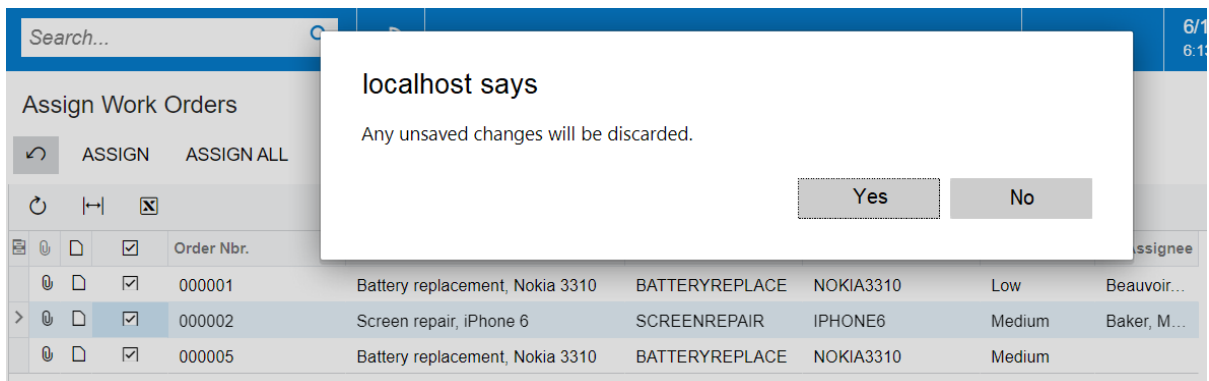 Search...
6/1
6:13
localhost says
Any unsaved changes will be discarded.
Yes No
Assign Work Orders
ASSIGN ASSIGN ALL
Order Nbr. Assignee
000001 Battery replacement, Nokia 3310 BATTERYREPLACE NOKIA3310 Low Beauvoir...
000002 Screen repair, iPhone 6 SCREENREPAIR IPHONE6 Medium Baker, M...
000005 Battery replacement, Nokia 3310 BATTERYREPLACE NOKIA3310 Medium